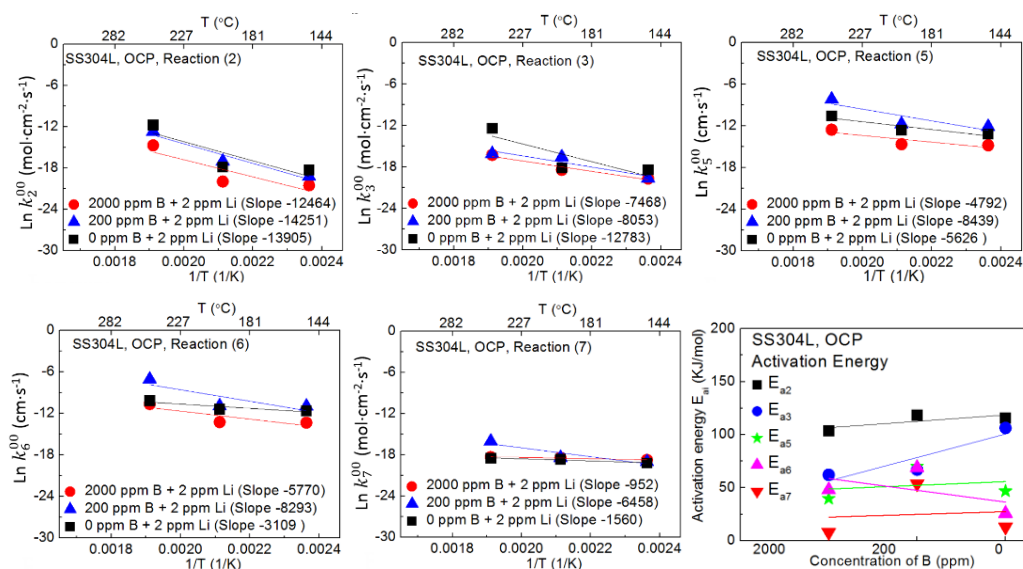 T (°C)
282 227 181 144
SS304L, OCP, Reaction (2)
0
-6
-12
-18
-24
-30
Ln k₂⁰⁰ (mol·cm⁻²·s⁻¹)
2000 ppm B + 2 ppm Li (Slope -12464)
200 ppm B + 2 ppm Li (Slope -14251)
0 ppm B + 2 ppm Li (Slope -13905)
0.0018 0.0020 0.0022 0.0024
1/T (1/K)
T (°C)
282 227 181 144
SS304L, OCP, Reaction (3)
0
-6
-12
-18
-24
-30
Ln k₃⁰⁰ (mol·cm⁻²·s⁻¹)
2000 ppm B + 2 ppm Li (Slope -7468)
200 ppm B + 2 ppm Li (Slope -8053)
0 ppm B + 2 ppm Li (Slope -12783)
0.0018 0.0020 0.0022 0.0024
1/T (1/K)
T (°C)
282 227 181 144
SS304L, OCP, Reaction (5)
0
-6
-12
-18
-24
-30
Ln k₅⁰⁰ (cm·s⁻¹)
2000 ppm B + 2 ppm Li (Slope -4792)
200 ppm B + 2 ppm Li (Slope -8439)
0 ppm B + 2 ppm Li (Slope -5626 )
0.0018 0.0020 0.0022 0.0024
1/T (1/K)
T (°C)
282 227 181 144
SS304L, OCP, Reaction (6)
0
-6
-12
-18
-24
-30
Ln k₆⁰⁰ (cm·s⁻¹)
2000 ppm B + 2 ppm Li (Slope -5770)
200 ppm B + 2 ppm Li (Slope -8293)
0 ppm B + 2 ppm Li (Slope -3109)
0.0018 0.0020 0.0022 0.0024
1/T (1/K)
T (°C)
282 227 181 144
SS304L, OCP, Reaction (7)
0
-6
-12
-18
-24
-30
Ln k₇⁰⁰ (mol·cm⁻²·s⁻¹)
2000 ppm B + 2 ppm Li (Slope -952)
200 ppm B + 2 ppm Li (Slope -6458)
0 ppm B + 2 ppm Li (Slope -1560)
0.0018 0.0020 0.0022 0.0024
1/T (1/K)
SS304L, OCP
Activation Energy
200
150
100
50
0
Activation energy Eₐᵢ (KJ/mol)
Eₐ₂
Eₐ₃
Eₐ₅
Eₐ₆
Eₐ₇
2000 200 0
Concentration of B (ppm)